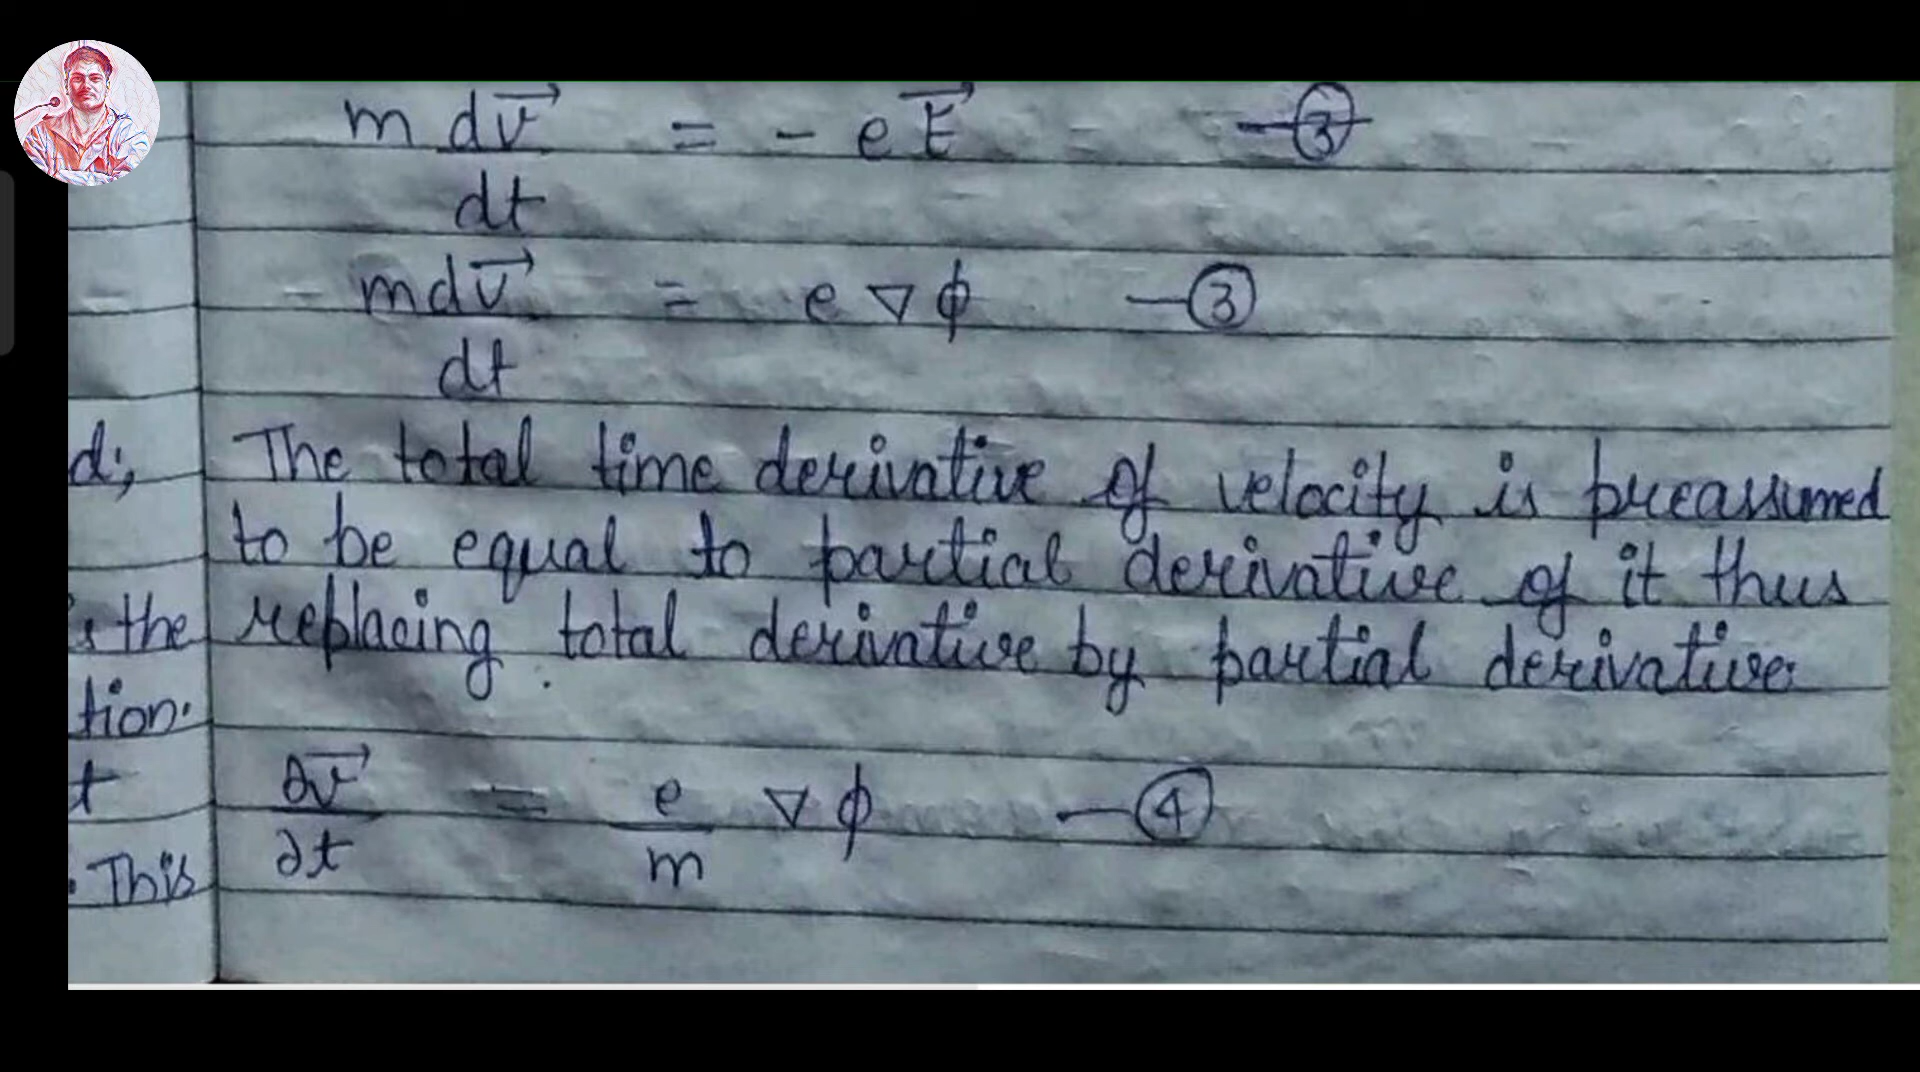 m dv⃗ = - e E⃗ —③
dt
m dv⃗ = e ∇ ϕ —③
dt
d;
The total time derivative of velocity is preassumed
to be equal to partial derivative of it thus
s the
replacing total derivative by partial derivative.
tion.
t
∂v⃗ = e ∇ ϕ —④
∂t m
. This